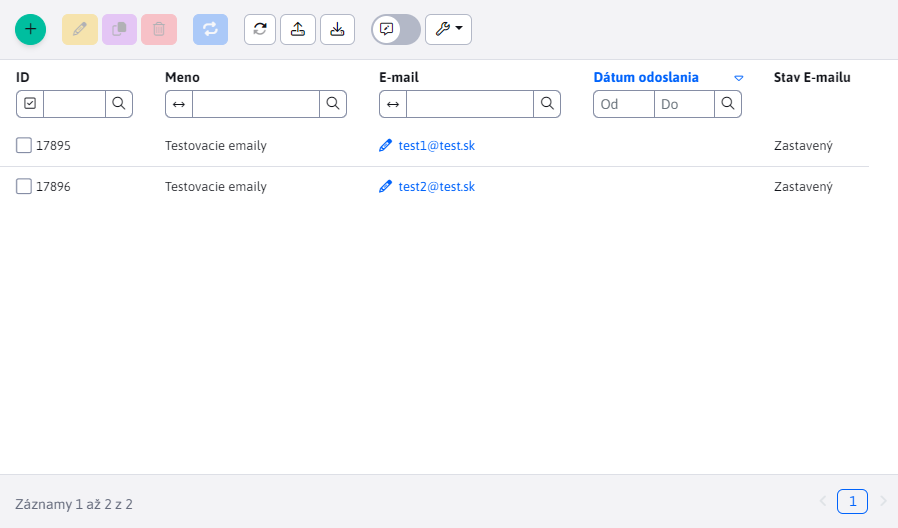 ID Meno E-mail Dátum odoslania Stav E-mailu
Od Do
17895 Testovacie emaily test1@test.sk Zastavený
17896 Testovacie emaily test2@test.sk Zastavený
Záznamy 1 až 2 z 2 1